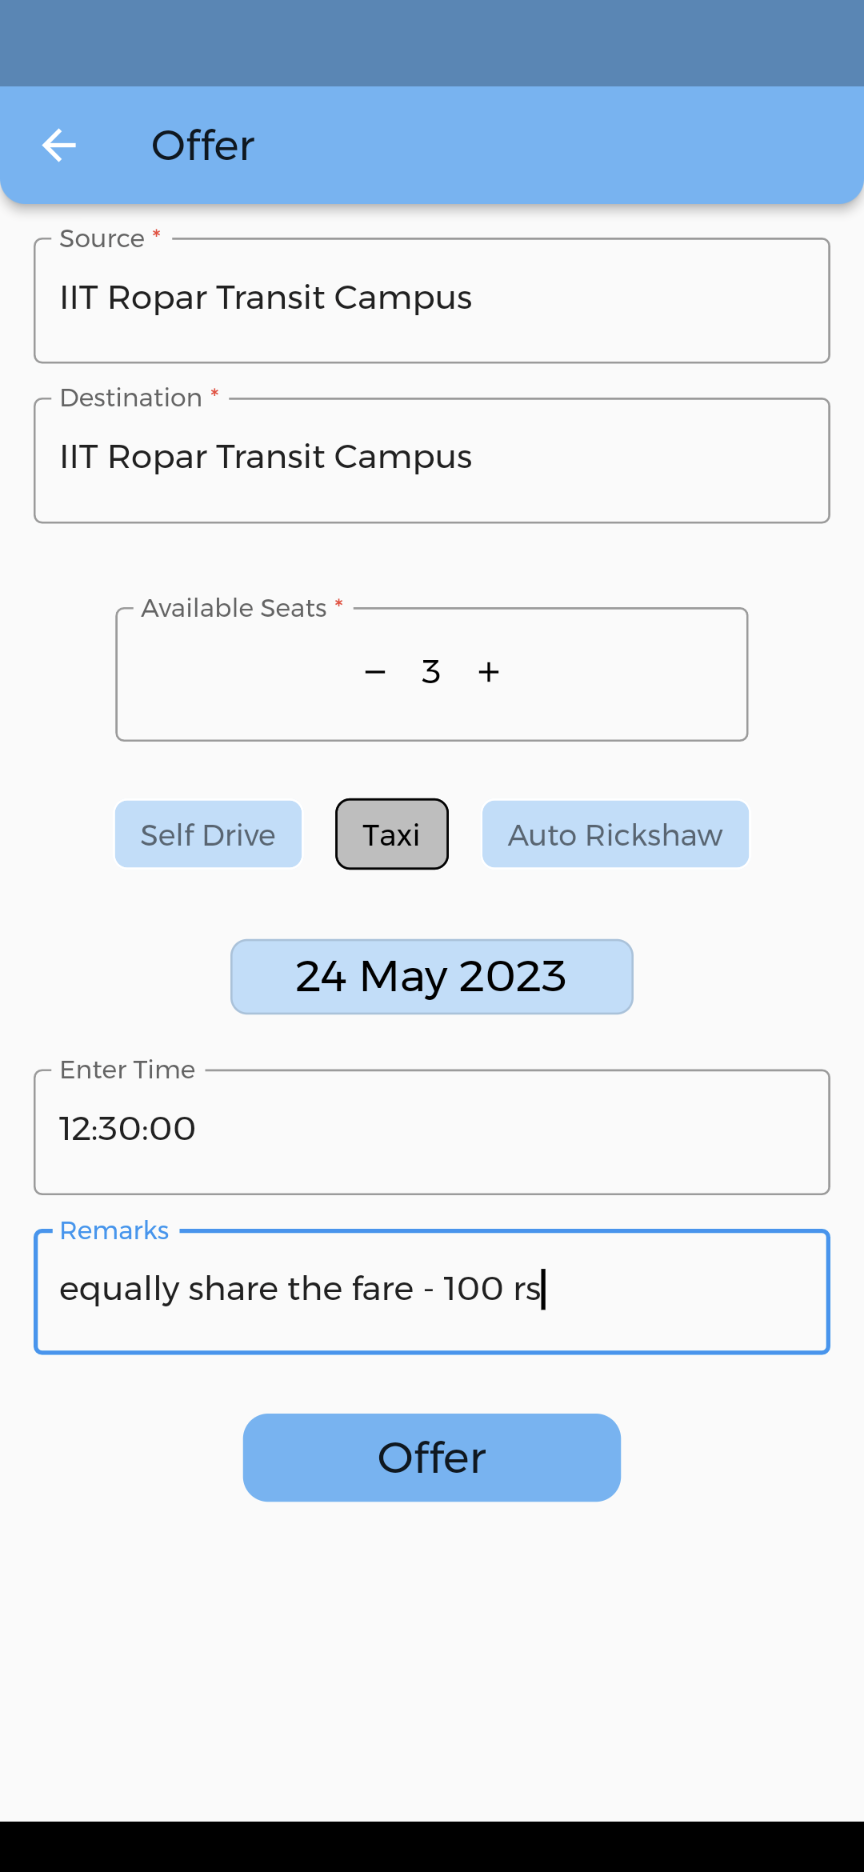 Offer
Source *
IIT Ropar Transit Campus
Destination *
IIT Ropar Transit Campus
Available Seats *
− 3 +
Self Drive Taxi Auto Rickshaw
24 May 2023
Enter Time
12:30:00
Remarks
equally share the fare - 100 rs
Offer